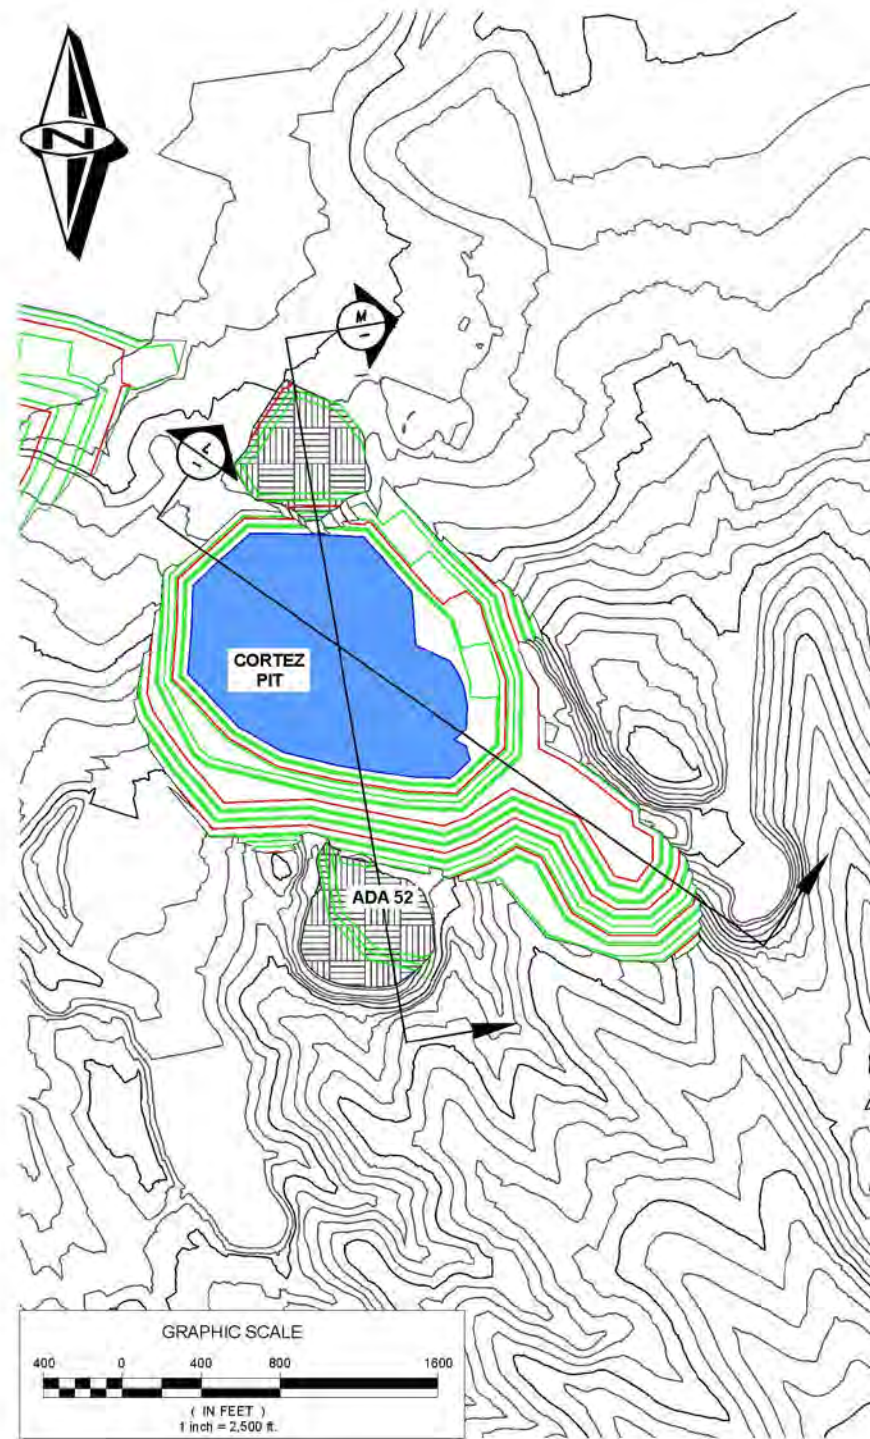 N
M
-
L
-
CORTEZ
PIT
ADA 52
GRAPHIC SCALE
400 0 400 800 1600
( IN FEET )
1 inch = 2,500 ft.